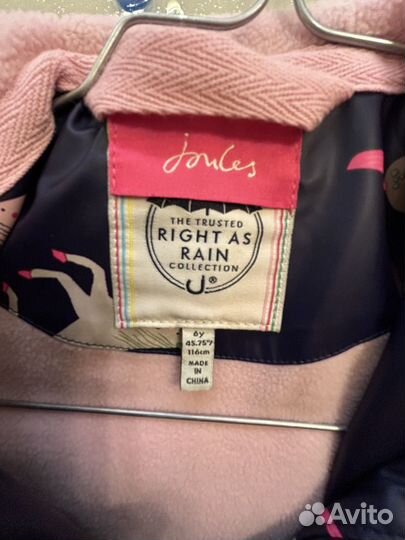 Joules
THE TRUSTED
RIGHT AS
RAIN
COLLECTION
®
6y
45.75"/
116cm
MADE
IN
CHINA
Avito